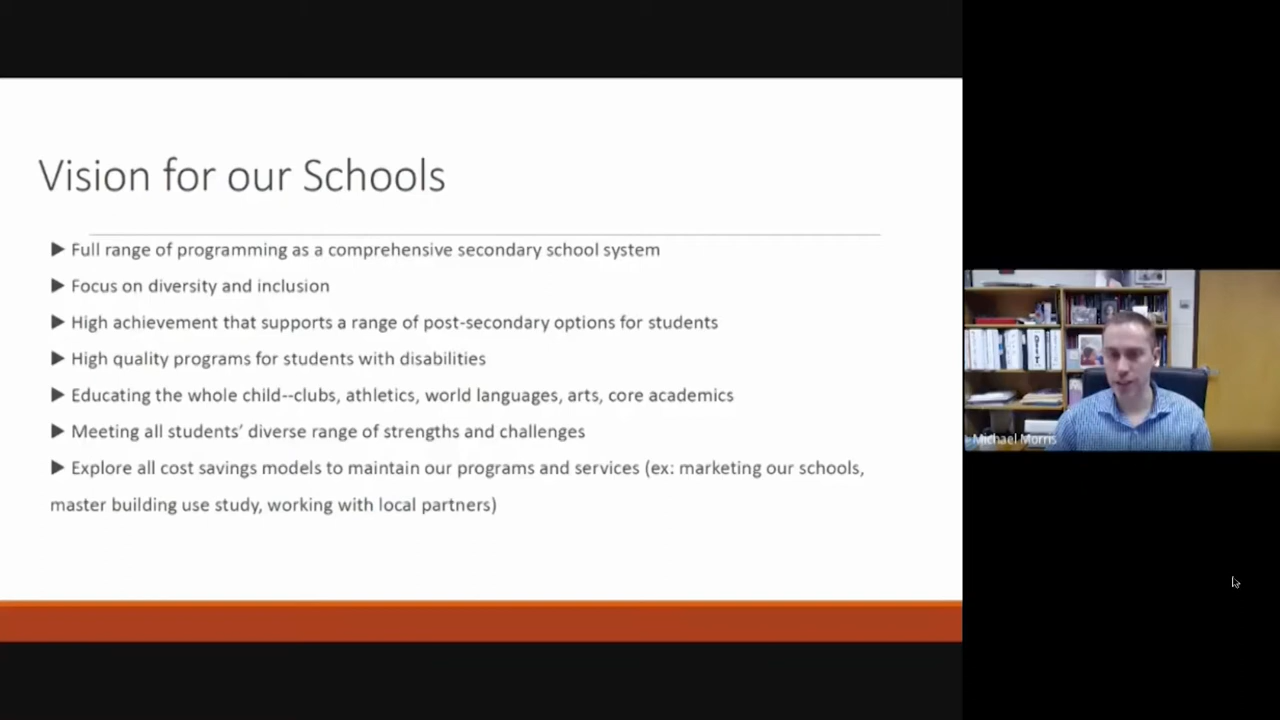 Vision for our Schools
▶ Full range of programming as a comprehensive secondary school system
▶ Focus on diversity and inclusion
▶ High achievement that supports a range of post-secondary options for students
▶ High quality programs for students with disabilities
▶ Educating the whole child--clubs, athletics, world languages, arts, core academics
▶ Meeting all students’ diverse range of strengths and challenges
▶ Explore all cost savings models to maintain our programs and services (ex: marketing our schools,
master building use study, working with local partners)
Michael Morris